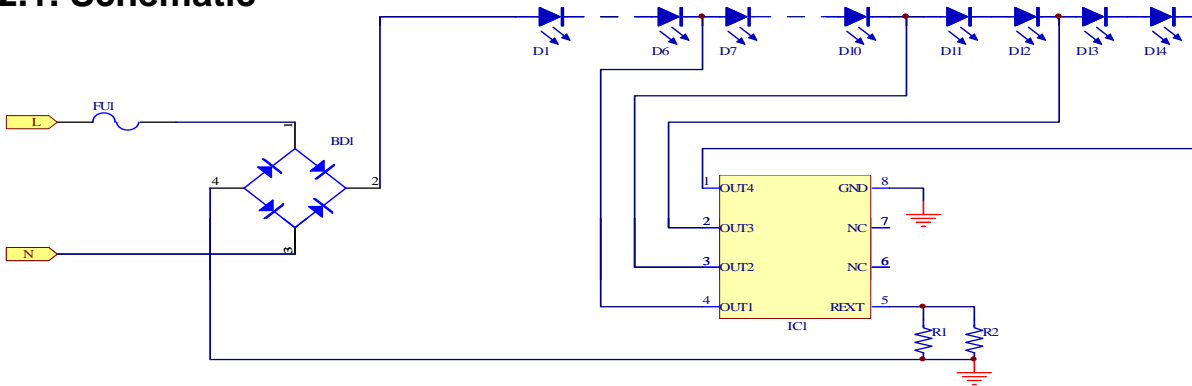 2.1. Schematic
D1 D6 D7 D10 D11 D12 D13 D14
FU1
L
1
BD1
4 2
1 OUT4 GND 8
2 OUT3 NC 7
N
3
3 OUT2 NC 6
4 OUT1 REXT 5
IC1
R1 R2